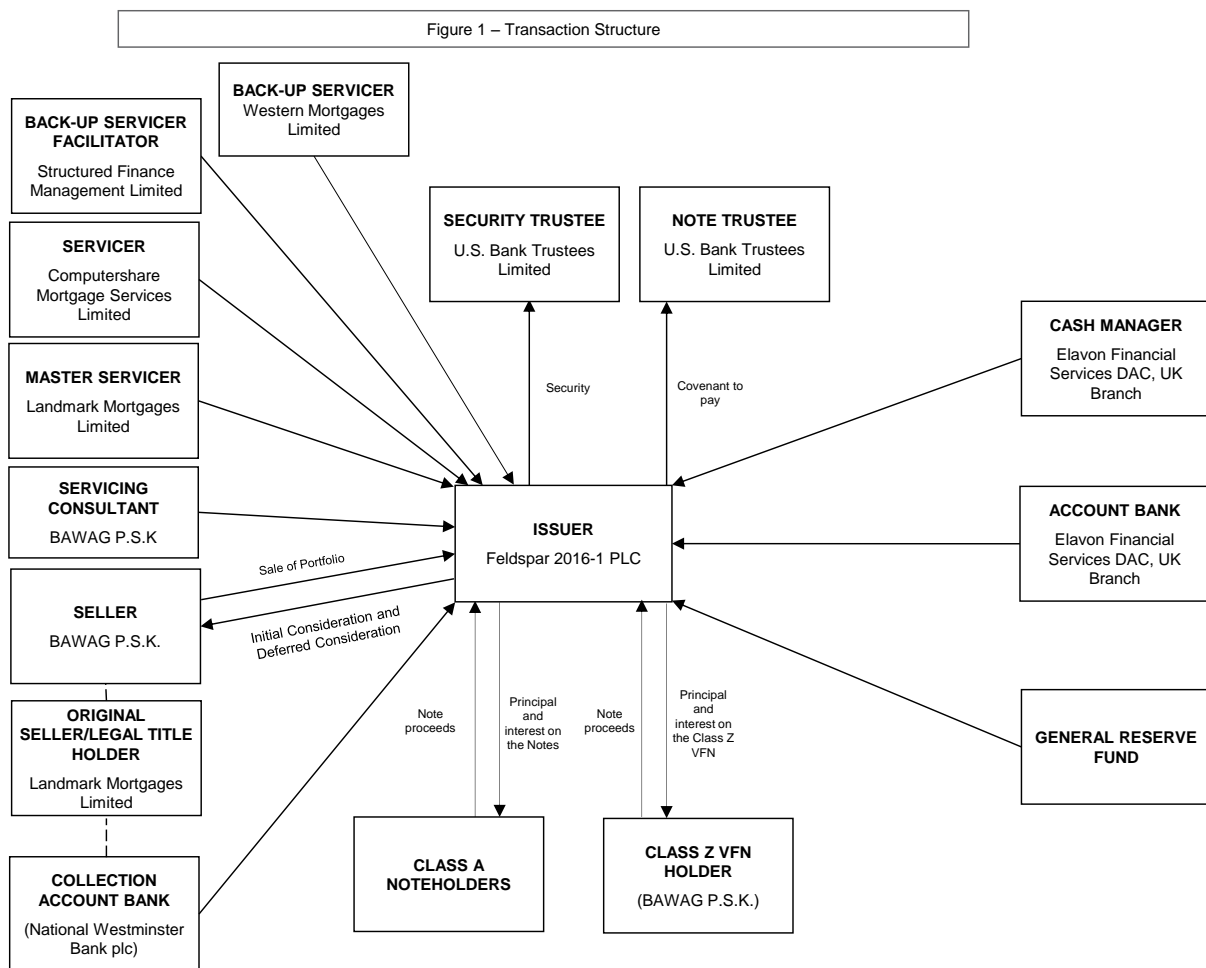 Figure 1 – Transaction Structure
BACK-UP SERVICER
Western Mortgages
Limited
BACK-UP SERVICER
FACILITATOR
Structured Finance
Management Limited
SERVICER
Computershare
Mortgage Services
Limited
MASTER SERVICER
Landmark Mortgages
Limited
SERVICING
CONSULTANT
BAWAG P.S.K
SELLER
BAWAG P.S.K.
ORIGINAL
SELLER/LEGAL TITLE
HOLDER
Landmark Mortgages
Limited
COLLECTION
ACCOUNT BANK
(National Westminster
Bank plc)
SECURITY TRUSTEE
U.S. Bank Trustees
Limited
NOTE TRUSTEE
U.S. Bank Trustees
Limited
Security
Covenant to
pay
ISSUER
Feldspar 2016-1 PLC
Sale of Portfolio
Initial Consideration and
Deferred Consideration
Note
proceeds
Principal
and
interest on
the Notes
Note
proceeds
Principal
and
interest on
the Class Z
VFN
CLASS A
NOTEHOLDERS
CLASS Z VFN
HOLDER
(BAWAG P.S.K.)
CASH MANAGER
Elavon Financial
Services DAC, UK
Branch
ACCOUNT BANK
Elavon Financial
Services DAC, UK
Branch
GENERAL RESERVE
FUND